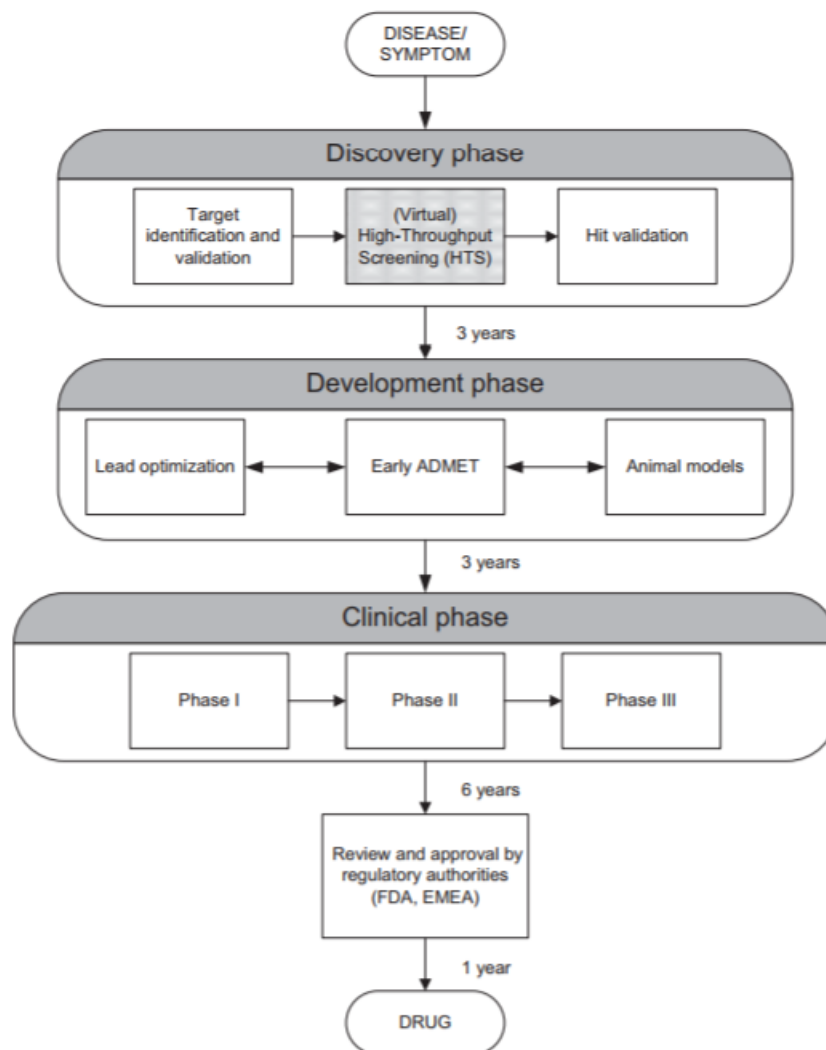 DISEASE/
SYMPTOM
Discovery phase
Target
identification and
validation
(Virtual)
High-Throughput
Screening (HTS)
Hit validation
3 years
Development phase
Lead optimization
Early ADMET
Animal models
3 years
Clinical phase
Phase I
Phase II
Phase III
6 years
Review and approval by
regulatory authorities
(FDA, EMEA)
1 year
DRUG